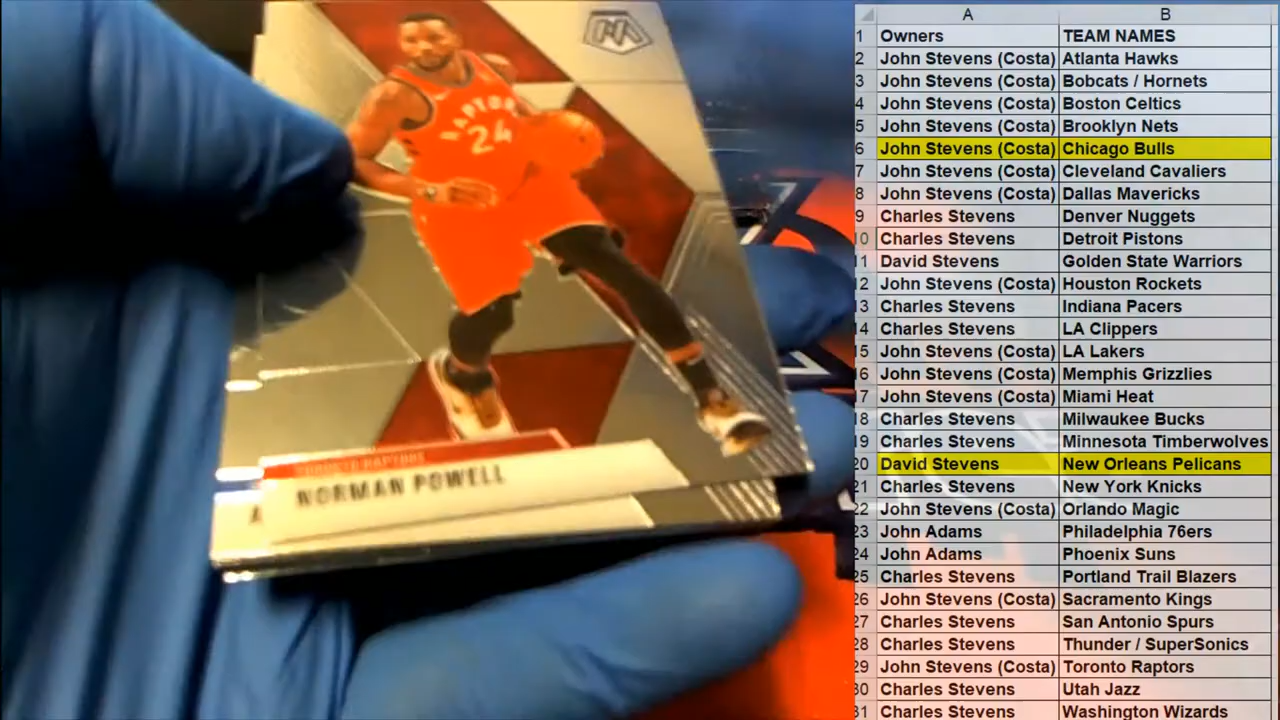 RAPTORS
24
TORONTO RAPTORS
NORMAN POWELL
A
A B
1 Owners TEAM NAMES
2 John Stevens (Costa) Atlanta Hawks
3 John Stevens (Costa) Bobcats / Hornets
4 John Stevens (Costa) Boston Celtics
5 John Stevens (Costa) Brooklyn Nets
6 John Stevens (Costa) Chicago Bulls
7 John Stevens (Costa) Cleveland Cavaliers
8 John Stevens (Costa) Dallas Mavericks
9 Charles Stevens Denver Nuggets
10 Charles Stevens Detroit Pistons
11 David Stevens Golden State Warriors
12 John Stevens (Costa) Houston Rockets
13 Charles Stevens Indiana Pacers
14 Charles Stevens LA Clippers
15 John Stevens (Costa) LA Lakers
16 John Stevens (Costa) Memphis Grizzlies
17 John Stevens (Costa) Miami Heat
18 Charles Stevens Milwaukee Bucks
19 Charles Stevens Minnesota Timberwolves
20 David Stevens New Orleans Pelicans
21 Charles Stevens New York Knicks
22 John Stevens (Costa) Orlando Magic
23 John Adams Philadelphia 76ers
24 John Adams Phoenix Suns
25 Charles Stevens Portland Trail Blazers
26 John Stevens (Costa) Sacramento Kings
27 Charles Stevens San Antonio Spurs
28 Charles Stevens Thunder / SuperSonics
29 John Stevens (Costa) Toronto Raptors
30 Charles Stevens Utah Jazz
31 Charles Stevens Washington Wizards